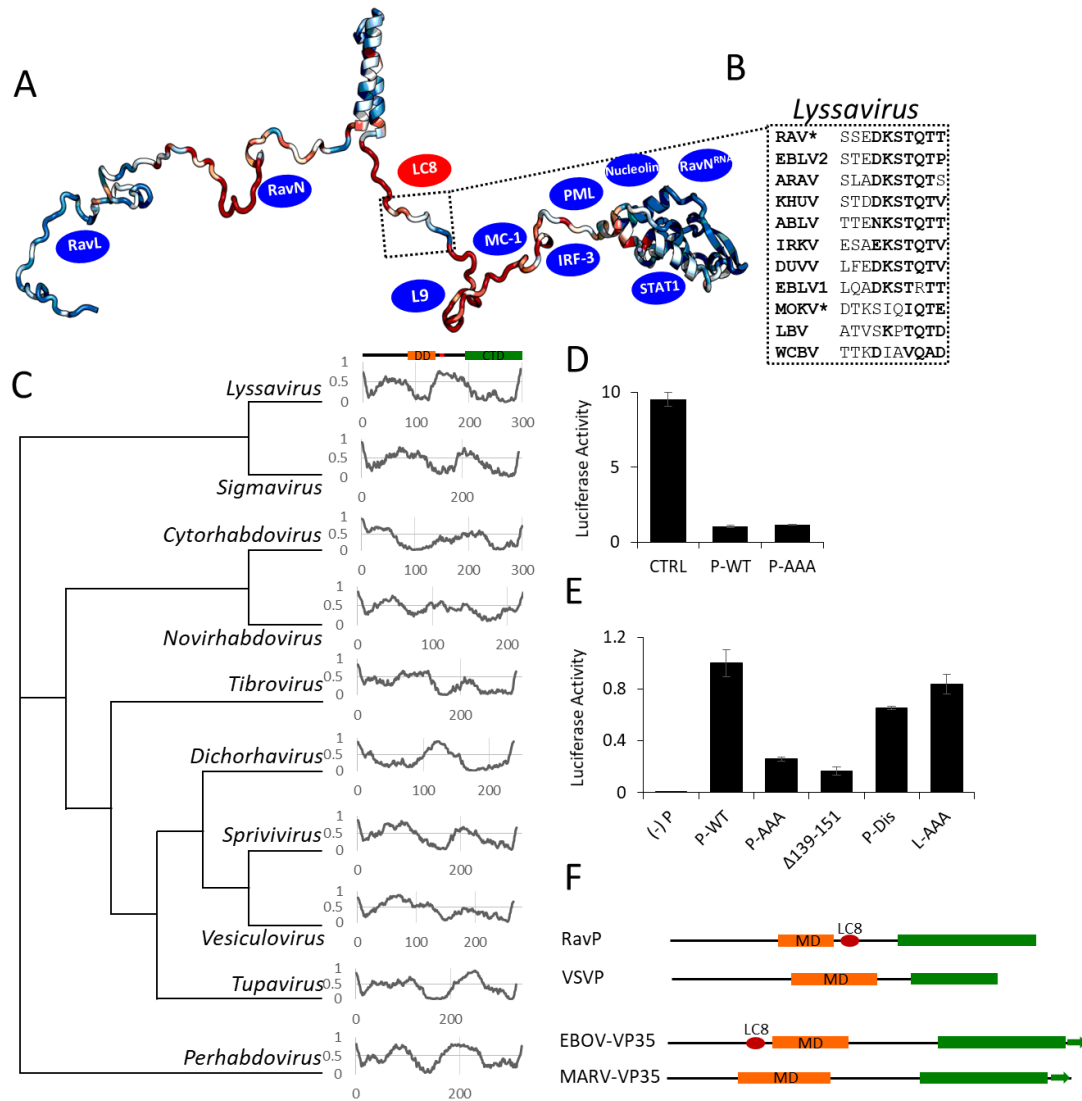 A
B
Lyssavirus
RAV* SSEDKSTQTT
EBLV2 STEDKSTQTP
ARAV SLADKSTQTS
KHUV STDDKSTQTV
ABLV TTENKSTQTT
IRKV ESAEKSTQTV
DUVV LFEDKSTQTV
EBLV1 LQADKSTRTT
MOKV* DTKSIQIQTE
LBV ATVSKPTQTD
WCBV TTKDIAVQAD
LC8
RavN
RavL
L9
MC-1
PML
IRF-3
Nucleolin
RavN^RNA
STAT1
C
DD CTD
Lyssavirus
1
0.5
0
0 100 200 300
Sigmavirus
1
0.5
0
0 200
Cytorhabdovirus
1
0.5
0
0 100 200 300
Novirhabdovirus
1
0.5
0
0 100 200
Tibrovirus
1
0.5
0
0 200
Dichorhavirus
1
0.5
0
0 100 200
Sprivivirus
1
0.5
0
0 200
Vesiculovirus
1
0.5
0
0 100 200
Tupavirus
1
0.5
0
0 200
Perhabdovirus
1
0.5
0
0 200
D
Luciferase Activity
10
5
0
CTRL P-WT P-AAA
E
Luciferase Activity
1.2
0.8
0.4
0
(-) P P-WT P-AAA Δ139-151 P-Dis L-AAA
F
RavP MD LC8
VSVP MD
EBOV-VP35 LC8 MD
MARV-VP35 MD